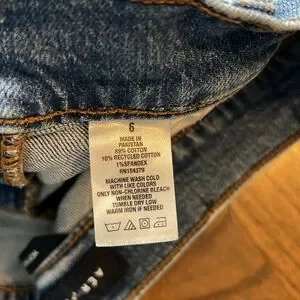 6
MADE IN
PAKISTAN
89% COTTON
10% RECYCLED COTTON
1% SPANDEX
RN154379
MACHINE WASH COLD
WITH LIKE COLORS
ONLY NON-CHLORINE BLEACH
WHEN NEEDED
TUMBLE DRY LOW
WARM IRON IF NEEDED